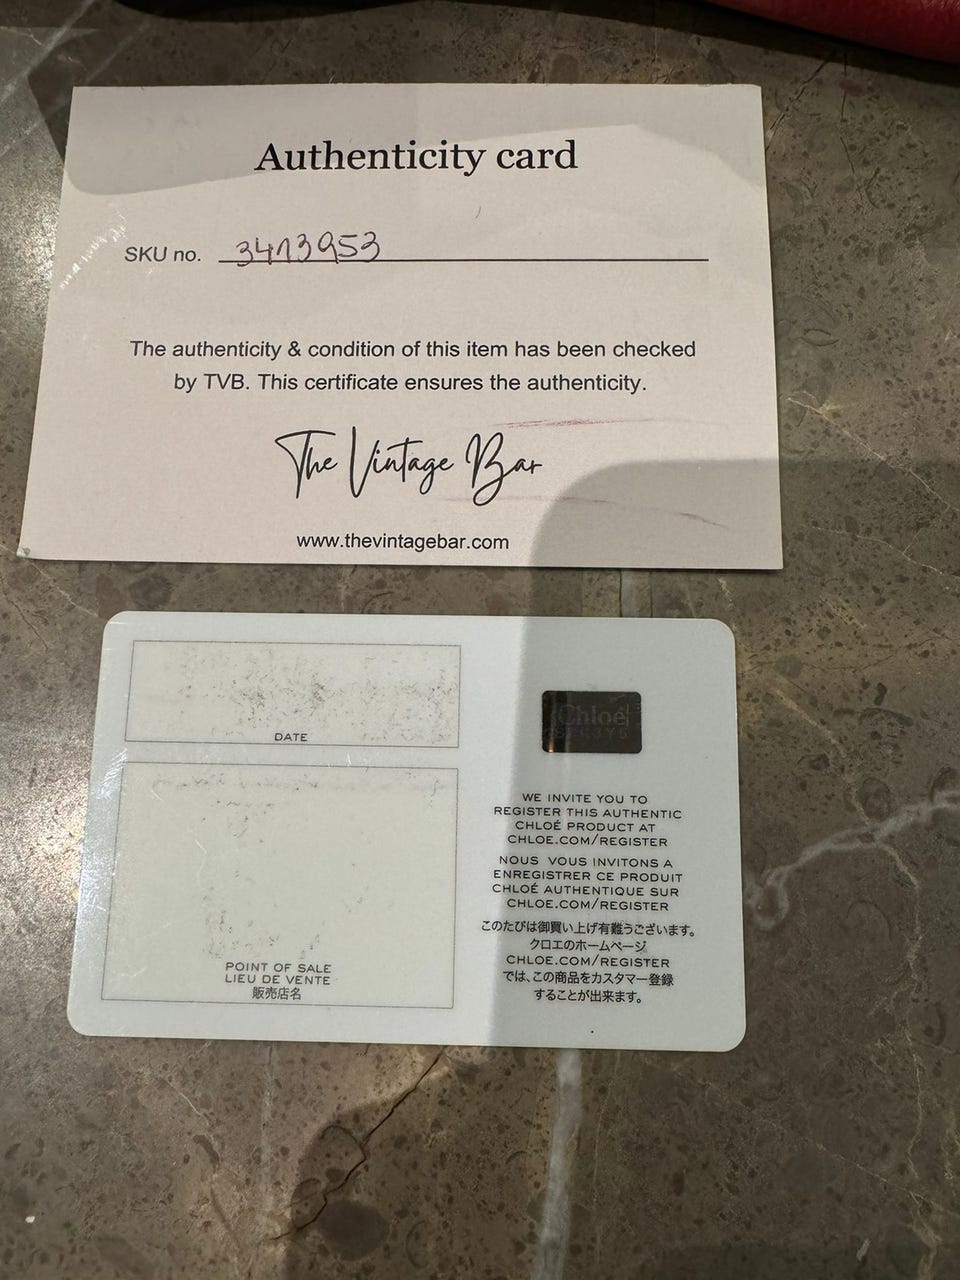 Authenticity card
SKU no. 3413953
The authenticity & condition of this item has been checked
by TVB. This certificate ensures the authenticity.
The Vintage Bar
www.thevintagebar.com
DATE
POINT OF SALE
LIEU DE VENTE
販売店名
Chloé
WE INVITE YOU TO
REGISTER THIS AUTHENTIC
CHLOÉ PRODUCT AT
CHLOE.COM/REGISTER
NOUS VOUS INVITONS A
ENREGISTRER CE PRODUIT
CHLOÉ AUTHENTIQUE SUR
CHLOE.COM/REGISTER
このたびは御買い上げ有難うございます。
クロエのホームページ
CHLOE.COM/REGISTER
では、この商品をカスタマー登録
することが出来ます。